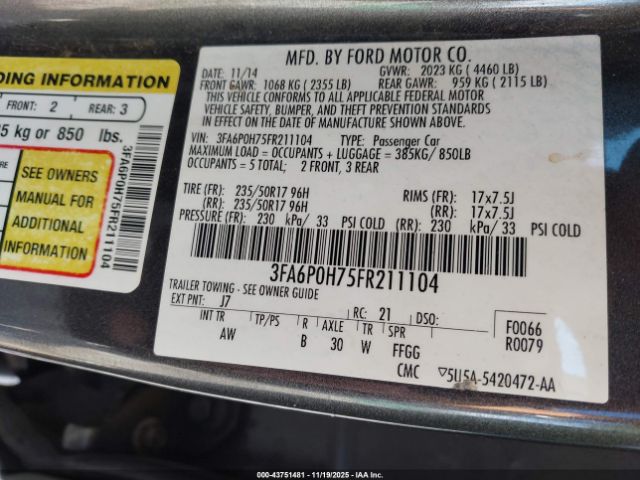 DING INFORMATION
FRONT: 2 REAR: 3
5 kg or 850 lbs.
SEE OWNERS
MANUAL FOR
ADDITIONAL
INFORMATION
3FA6P0H75FR211104
MFD. BY FORD MOTOR CO.
DATE: 11/14 GVWR: 2023 KG ( 4460 LB)
FRONT GAWR: 1068 KG ( 2355 LB) REAR GAWR: 959 KG ( 2115 LB)
THIS VEHICLE CONFORMS TO ALL APPLICABLE FEDERAL MOTOR
VEHICLE SAFETY, BUMPER, AND THEFT PREVENTION STANDARDS
IN EFFECT ON THE DATE OF MANUFACTURE SHOWN ABOVE.
VIN: 3FA6P0H75FR211104 TYPE: Passenger Car
MAXIMUM LOAD = OCCUPANTS + LUGGAGE = 385KG/ 850LB
OCCUPANTS = 5 TOTAL; 2 FRONT, 3 REAR
TIRE (FR): 235/50R17 96H RIMS (FR): 17x7.5J
(RR): 235/50R17 96H (RR): 17x7.5J
PRESSURE (FR): 230 kPa/ 33 PSI COLD (RR): 230 kPa/ 33 PSI COLD
3FA6P0H75FR211104
TRAILER TOWING - SEE OWNER GUIDE
EXT PNT: J7 RC: 21 DSO:
INT TR TP/PS R AXLE TR SPR
AW B 30 W FFGG
F0066
R0079
CMC ▽5U5A-5420472-AA
000-43751481 - 11/19/2025 - IAAI.CA